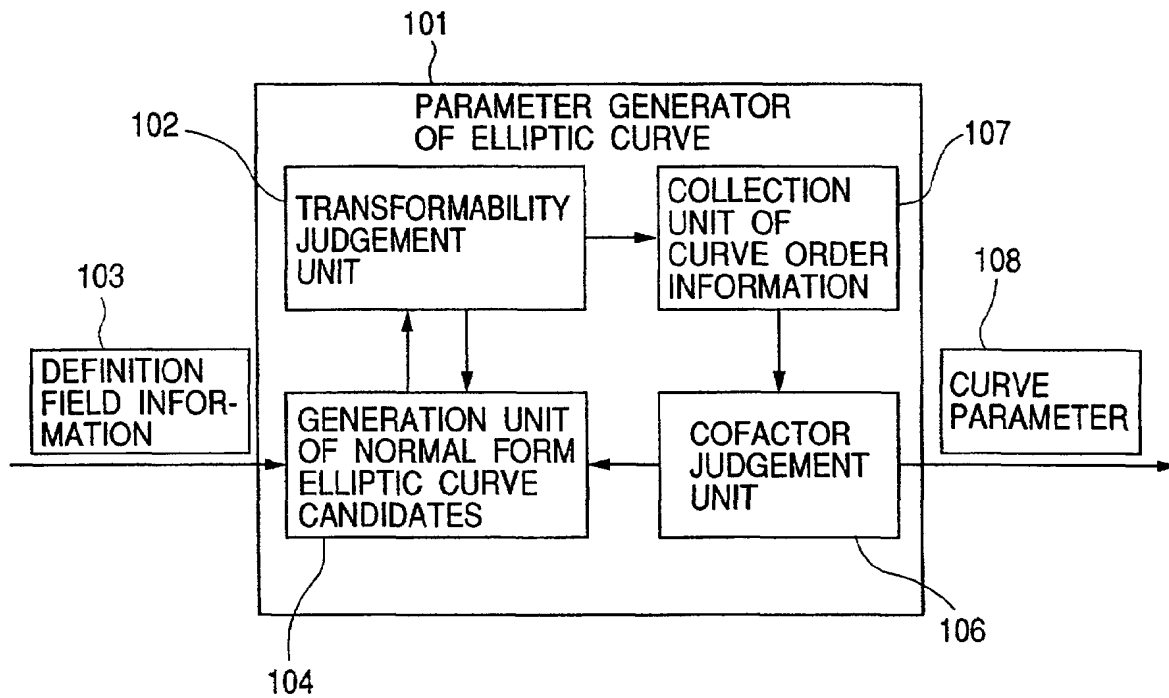 101
PARAMETER GENERATOR
OF ELLIPTIC CURVE
102
107
TRANSFORMABILITY
JUDGEMENT
UNIT
COLLECTION
UNIT OF
CURVE ORDER
INFORMATION
103
108
DEFINITION
FIELD INFOR-
MATION
GENERATION UNIT
OF NORMAL FORM
ELLIPTIC CURVE
CANDIDATES
COFACTOR
JUDGEMENT
UNIT
CURVE
PARAMETER
104
106